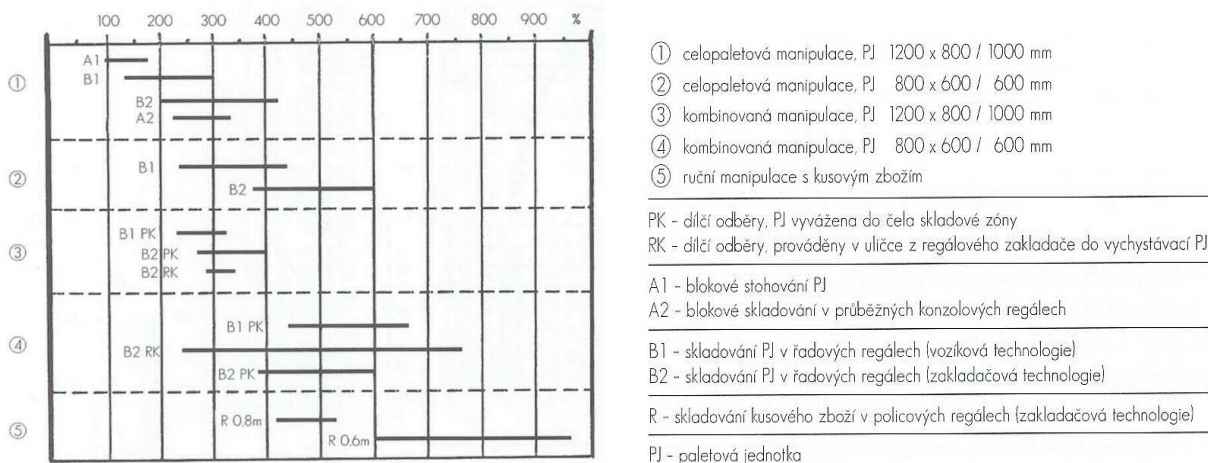 100 200 300 400 500 600 700 800 900 %
①
A1
B1
B2
A2
②
B1
B2
③
B1 PK
B2 PK
B2 RK
④
B1 PK
B2 RK
B2 PK
⑤
R 0,8m
R 0,6m
① celopaletová manipulace, PJ 1200 x 800 / 1000 mm
② celopaletová manipulace, PJ 800 x 600 / 600 mm
③ kombinovaná manipulace, PJ 1200 x 800 / 1000 mm
④ kombinovaná manipulace, PJ 800 x 600 / 600 mm
⑤ ruční manipulace s kusovým zbožím
PK - dílčí odběry, PJ vyvážena do čela skladové zóny
RK - dílčí odběry, prováděny v uličce z regálového zakladače do vychystávací PJ
A1 - blokové stohování PJ
A2 - blokové skladování v průběžných konzolových regálech
B1 - skladování PJ v řadových regálech (vozíková technologie)
B2 - skladování PJ v řadových regálech (zakladačová technologie)
R - skladování kusového zboží v policových regálech (zakladačová technologie)
PJ - paletová jednotka